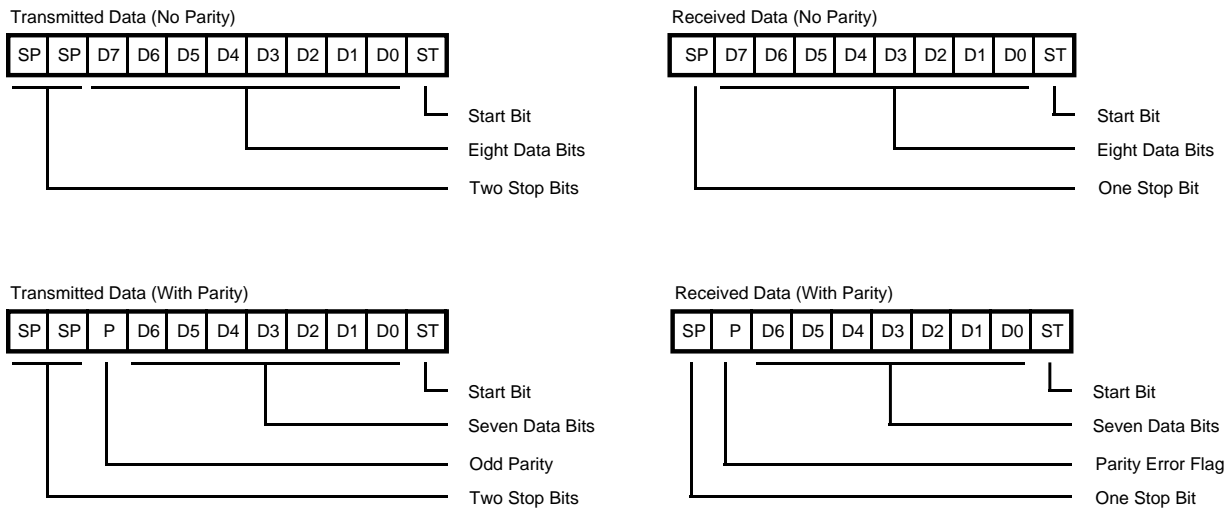 Transmitted Data (No Parity)
SP SP D7 D6 D5 D4 D3 D2 D1 D0 ST
Start Bit
Eight Data Bits
Two Stop Bits
Received Data (No Parity)
SP D7 D6 D5 D4 D3 D2 D1 D0 ST
Start Bit
Eight Data Bits
One Stop Bit
Transmitted Data (With Parity)
SP SP P D6 D5 D4 D3 D2 D1 D0 ST
Start Bit
Seven Data Bits
Odd Parity
Two Stop Bits
Received Data (With Parity)
SP P D6 D5 D4 D3 D2 D1 D0 ST
Start Bit
Seven Data Bits
Parity Error Flag
One Stop Bit